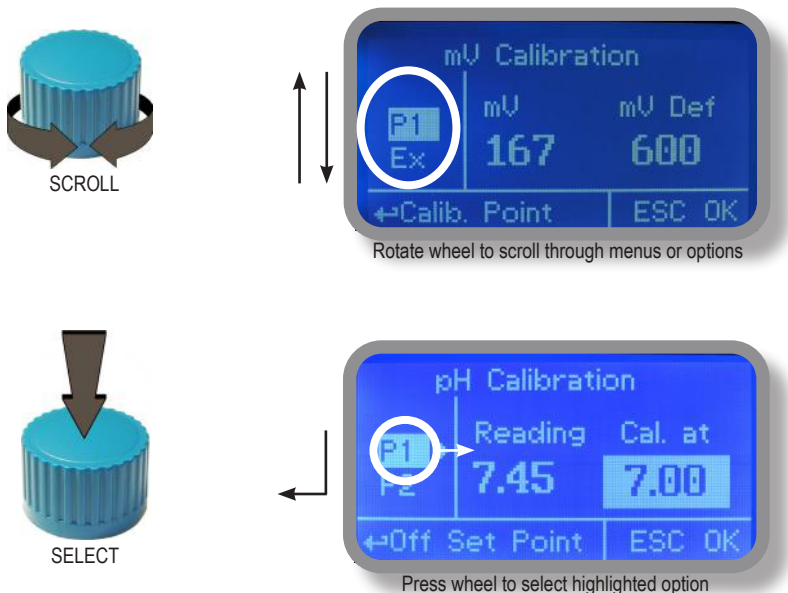 mV Calibration
mV mV Def
P1
167 600
Ex
↵Calib. Point ESC OK
SCROLL
Rotate wheel to scroll through menus or options
pH Calibration
Reading Cal. at
P1
7.45 7.00
P2
↵Off Set Point ESC OK
SELECT
Press wheel to select highlighted option